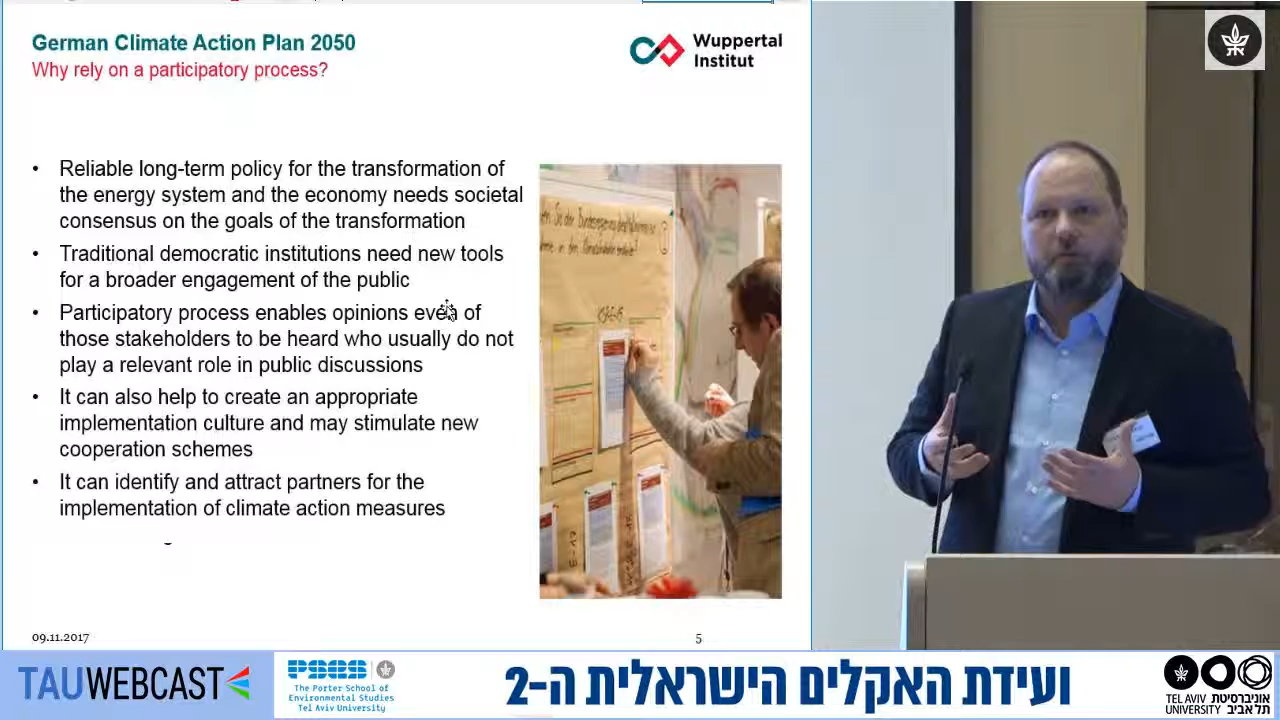 German Climate Action Plan 2050
Why rely on a participatory process?
Wuppertal
Institut
• Reliable long-term policy for the transformation of
the energy system and the economy needs societal
consensus on the goals of the transformation
• Traditional democratic institutions need new tools
for a broader engagement of the public
• Participatory process enables opinions even of
those stakeholders to be heard who usually do not
play a relevant role in public discussions
• It can also help to create an appropriate
implementation culture and may stimulate new
cooperation schemes
• It can identify and attract partners for the
implementation of climate action measures
09.11.2017
5
TAUWEBCAST
PSES
The Porter School of
Environmental Studies
Tel Aviv University
ועידת האקלים הישראלית ה-2
TEL AVIV אוניברסיטת
UNIVERSITY תל אביב